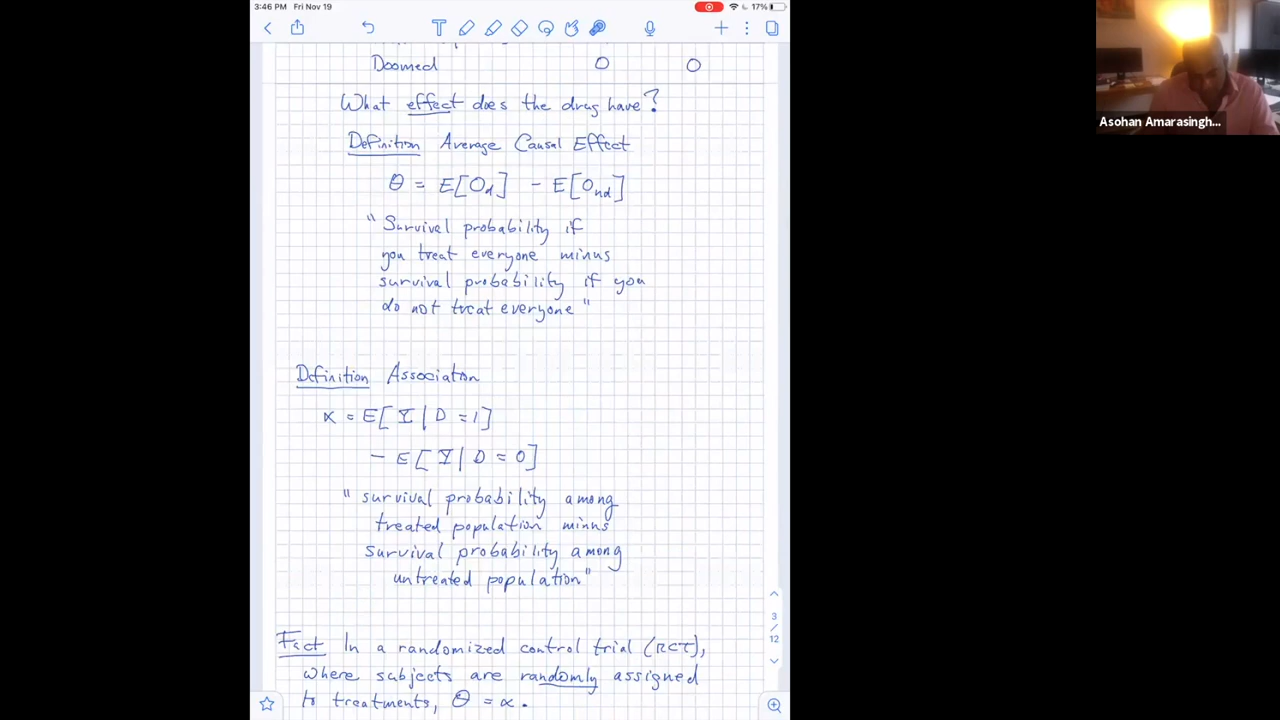 3:46 PM Fri Nov 19
17%
Doomed 0 0
What effect does the drug have?
Definition Average Causal Effect
θ = E[O_d] - E[O_nd]
"Survival probability if
you treat everyone minus
survival probability if you
do not treat everyone"
Definition Association
α = E[Y | D = 1]
- E[Y | D = 0]
"survival probability among
treated population minus
survival probability among
untreated population"
Fact In a randomized control trial (RCT),
where subjects are randomly assigned
to treatments, θ = α.
3
/
12
Asohan Amarasingh...